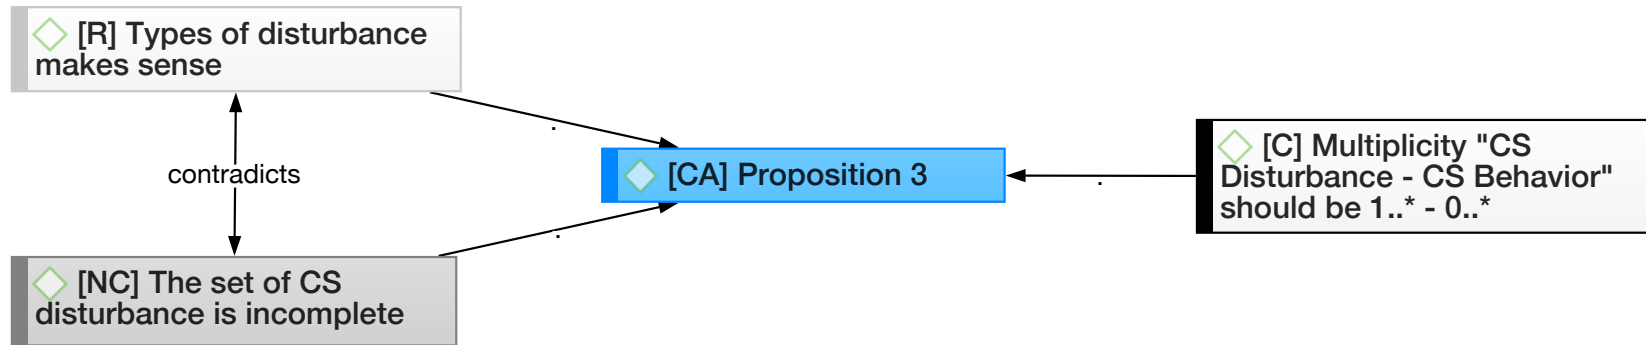 [R] Types of disturbance
makes sense
contradicts
[NC] The set of CS
disturbance is incomplete
.
.
[CA] Proposition 3
.
[C] Multiplicity "CS
Disturbance - CS Behavior"
should be 1..* - 0..*